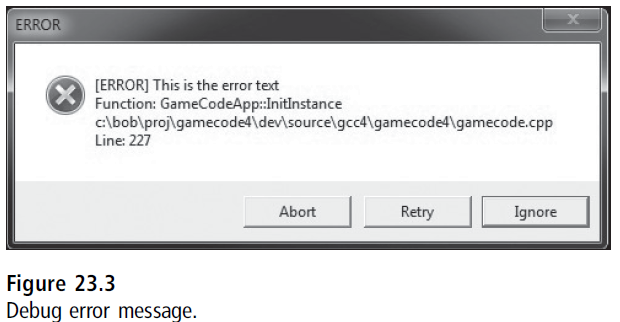 ERROR
[ERROR] This is the error text
Function: GameCodeApp::InitInstance
c:\bob\proj\gamecode4\dev\source\gcc4\gamecode4\gamecode.cpp
Line: 227
Abort Retry Ignore
Figure 23.3
Debug error message.